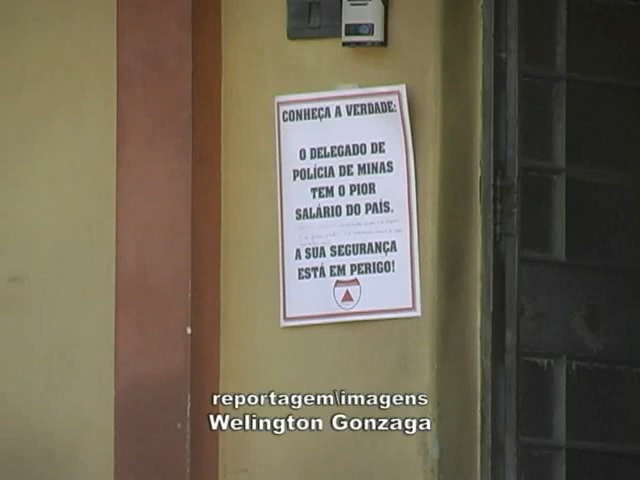 CONHEÇA A VERDADE:
O DELEGADO DE
POLÍCIA DE MINAS
TEM O PIOR
SALÁRIO DO PAÍS.
A SUA SEGURANÇA
ESTÁ EM PERIGO!
reportagem\imagens
Welington Gonzaga